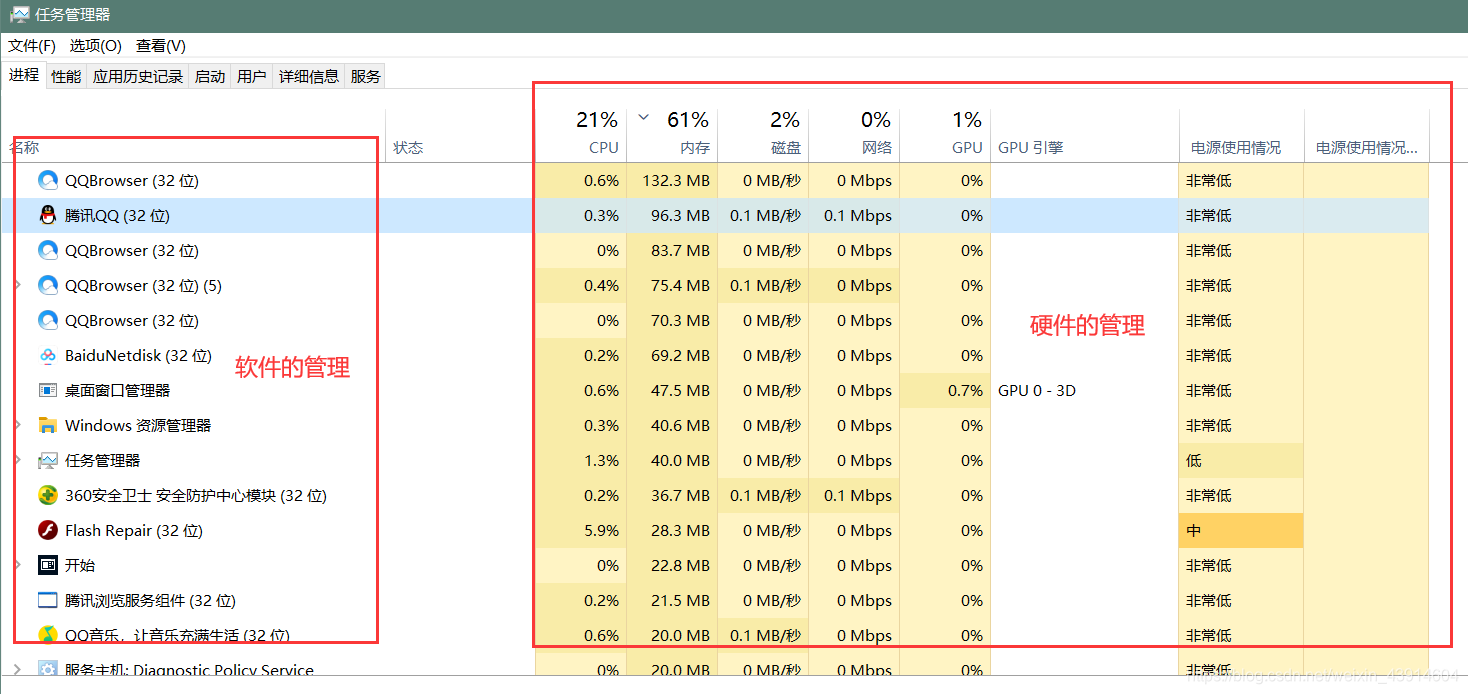 任务管理器
文件(F) 选项(O) 查看(V)
进程 性能 应用历史记录 启动 用户 详细信息 服务
21% 61% 2% 0% 1%
名称 状态 CPU 内存 磁盘 网络 GPU GPU 引擎 电源使用情况 电源使用情况...
QQBrowser (32 位) 0.6% 132.3 MB 0 MB/秒 0 Mbps 0% 非常低
腾讯QQ (32 位) 0.3% 96.3 MB 0.1 MB/秒 0.1 Mbps 0% 非常低
QQBrowser (32 位) 0% 83.7 MB 0 MB/秒 0 Mbps 0% 非常低
QQBrowser (32 位) (5) 0.4% 75.4 MB 0.1 MB/秒 0 Mbps 0% 非常低
QQBrowser (32 位) 0% 70.3 MB 0 MB/秒 0 Mbps 0% 非常低
硬件的管理
BaiduNetdisk (32 位) 0.2% 69.2 MB 0 MB/秒 0 Mbps 0% 非常低
软件的管理
桌面窗口管理器 0.6% 47.5 MB 0 MB/秒 0 Mbps 0.7% GPU 0 - 3D 非常低
Windows 资源管理器 0.3% 40.6 MB 0 MB/秒 0 Mbps 0% 非常低
任务管理器 1.3% 40.0 MB 0 MB/秒 0 Mbps 0% 低
360安全卫士 安全防护中心模块 (32 位) 0.2% 36.7 MB 0.1 MB/秒 0.1 Mbps 0% 非常低
Flash Repair (32 位) 5.9% 28.3 MB 0 MB/秒 0 Mbps 0% 中
开始 0% 22.8 MB 0 MB/秒 0 Mbps 0% 非常低
腾讯浏览服务组件 (32 位) 0.2% 21.5 MB 0 MB/秒 0 Mbps 0% 非常低
QQ音乐，让音乐充满生活 (32 位) 0.6% 20.0 MB 0.1 MB/秒 0 Mbps 0% 非常低
服务主机: Diagnostic Policy Service 0% 20.0 MB 0 MB/秒 0 Mbps 0% 非常低
https://blog.csdn.net/weixin_43914604